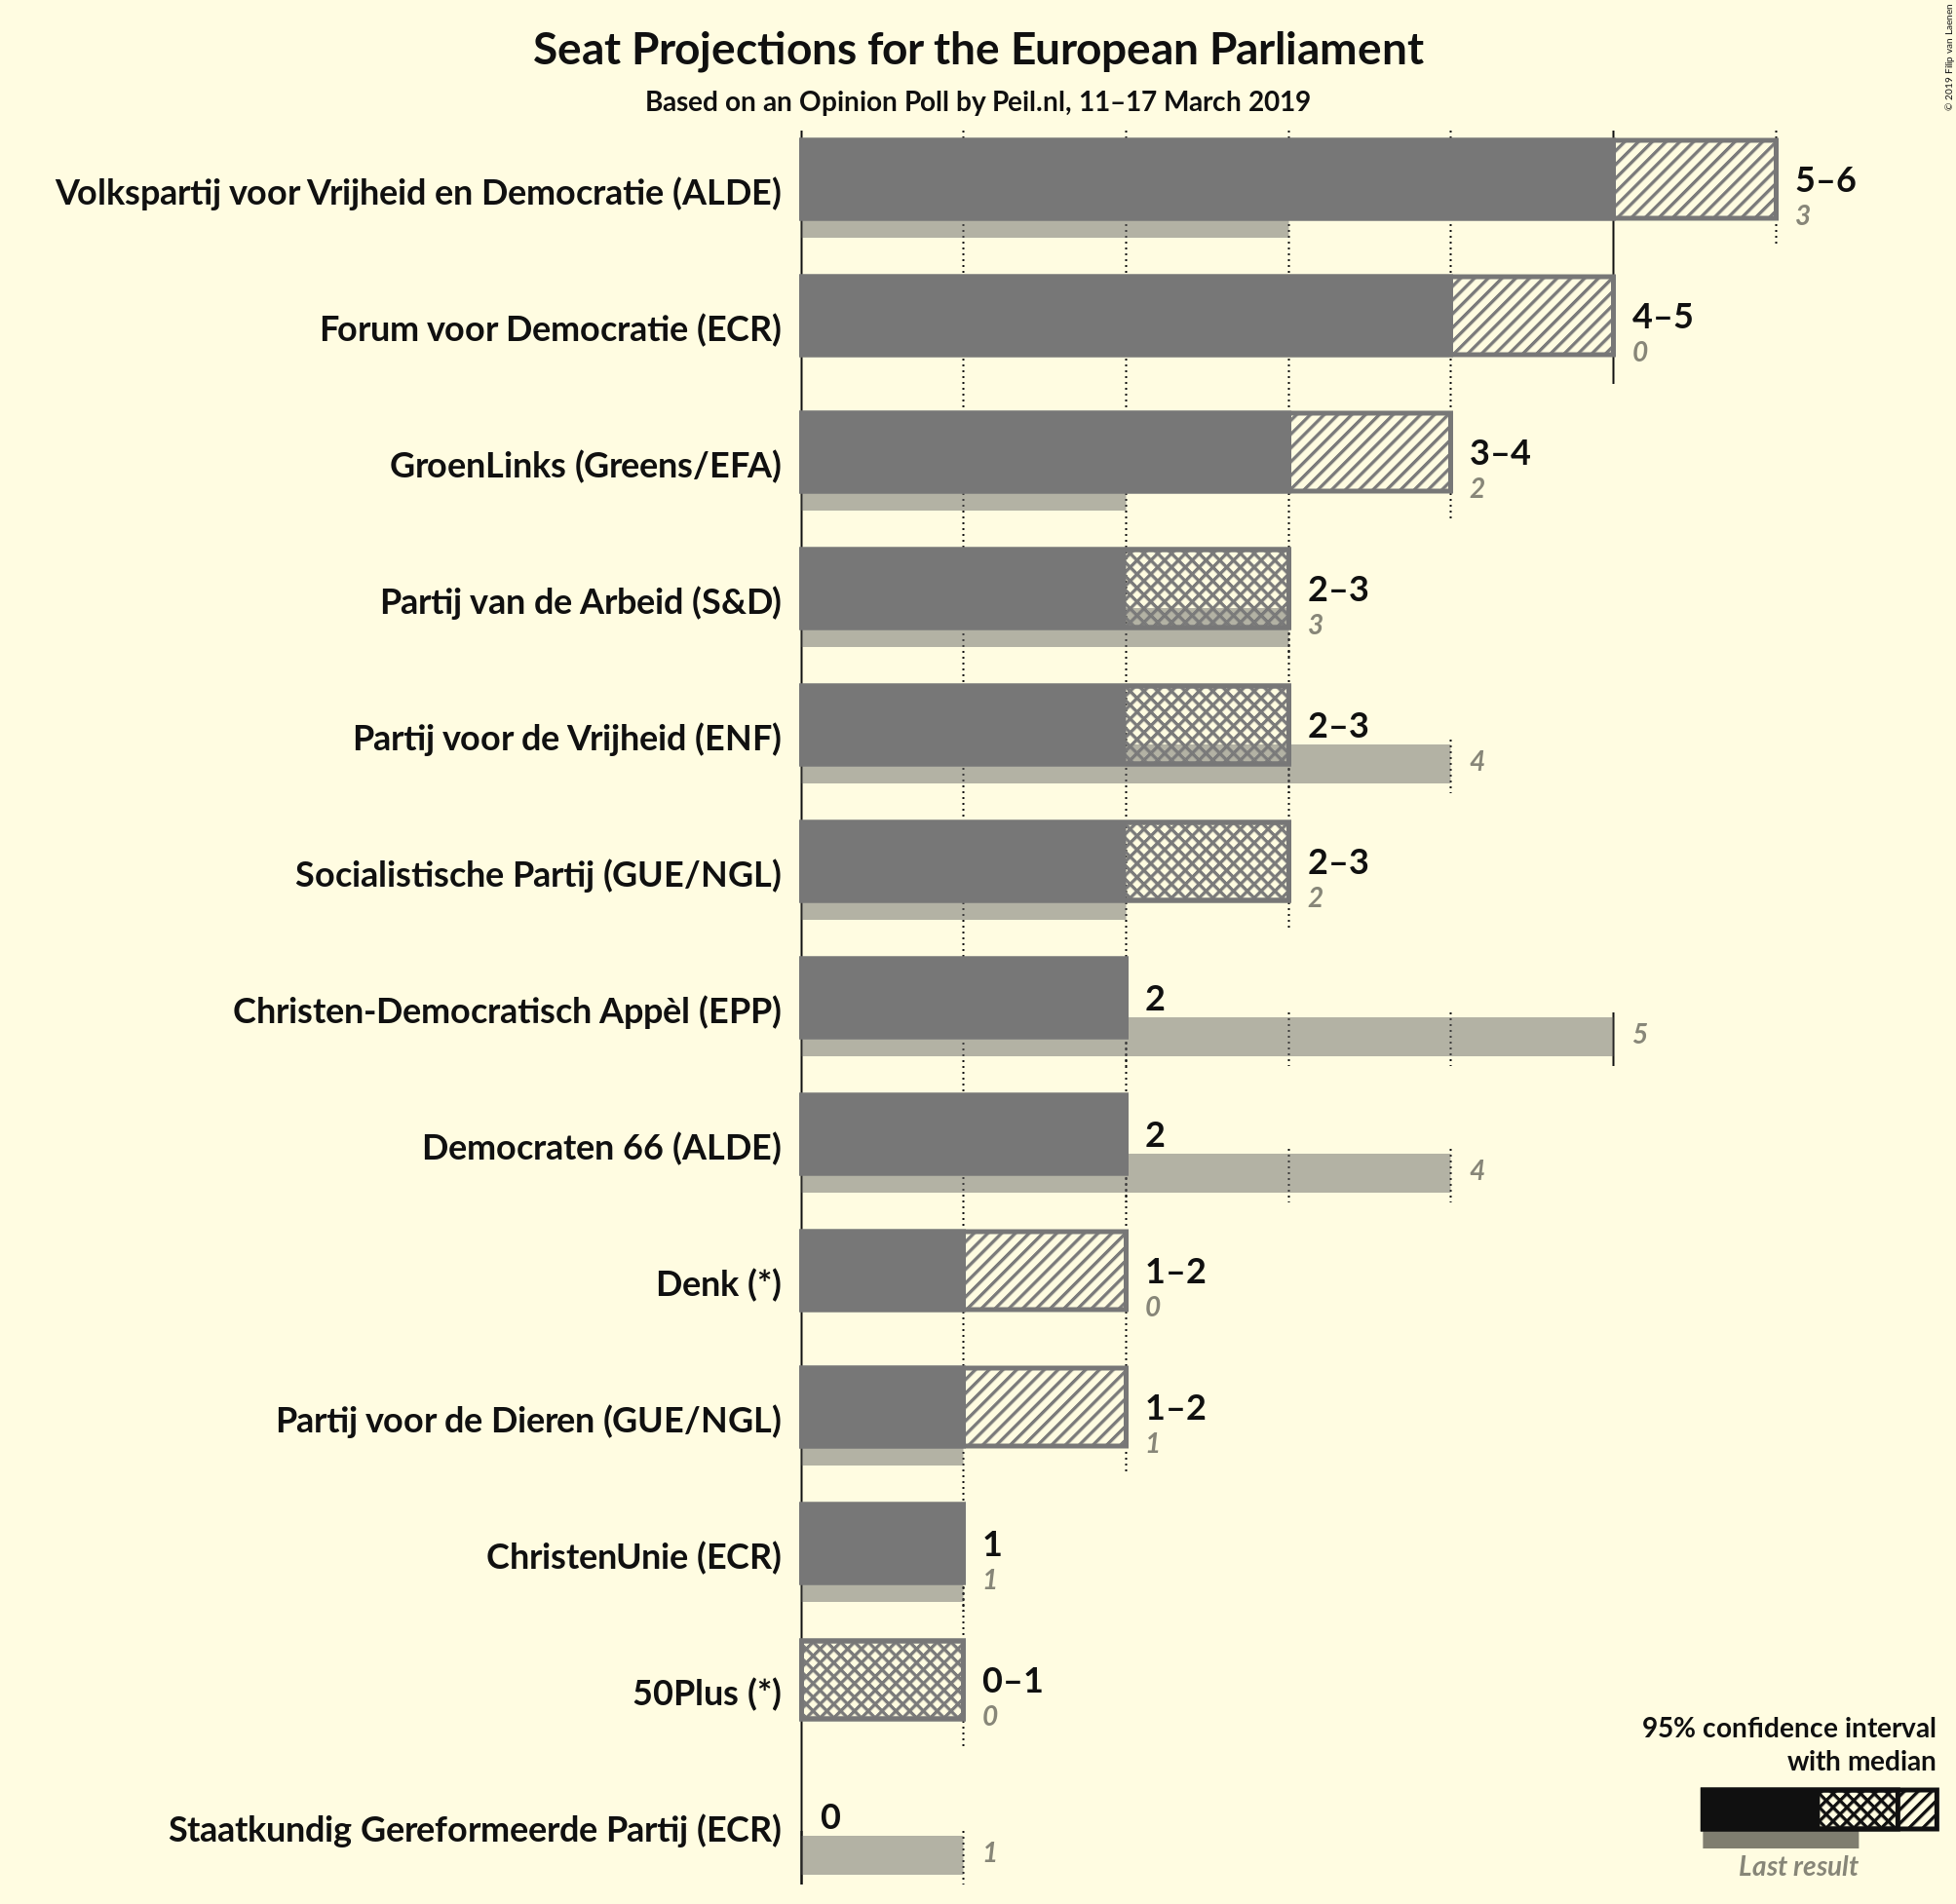 Seat Projections for the European Parliament
Based on an Opinion Poll by Peil.nl, 11–17 March 2019
© 2019 Filip van Laenen
Volkspartij voor Vrijheid en Democratie (ALDE)
5–6
3
Forum voor Democratie (ECR)
4–5
0
GroenLinks (Greens/EFA)
3–4
2
Partij van de Arbeid (S&D)
2–3
3
Partij voor de Vrijheid (ENF)
2–3
4
Socialistische Partij (GUE/NGL)
2–3
2
Christen-Democratisch Appèl (EPP)
2
5
Democraten 66 (ALDE)
2
4
Denk (*)
1–2
0
Partij voor de Dieren (GUE/NGL)
1–2
1
ChristenUnie (ECR)
1
1
50Plus (*)
0–1
0
Staatkundig Gereformeerde Partij (ECR)
0
1
95% confidence interval
with median
Last result